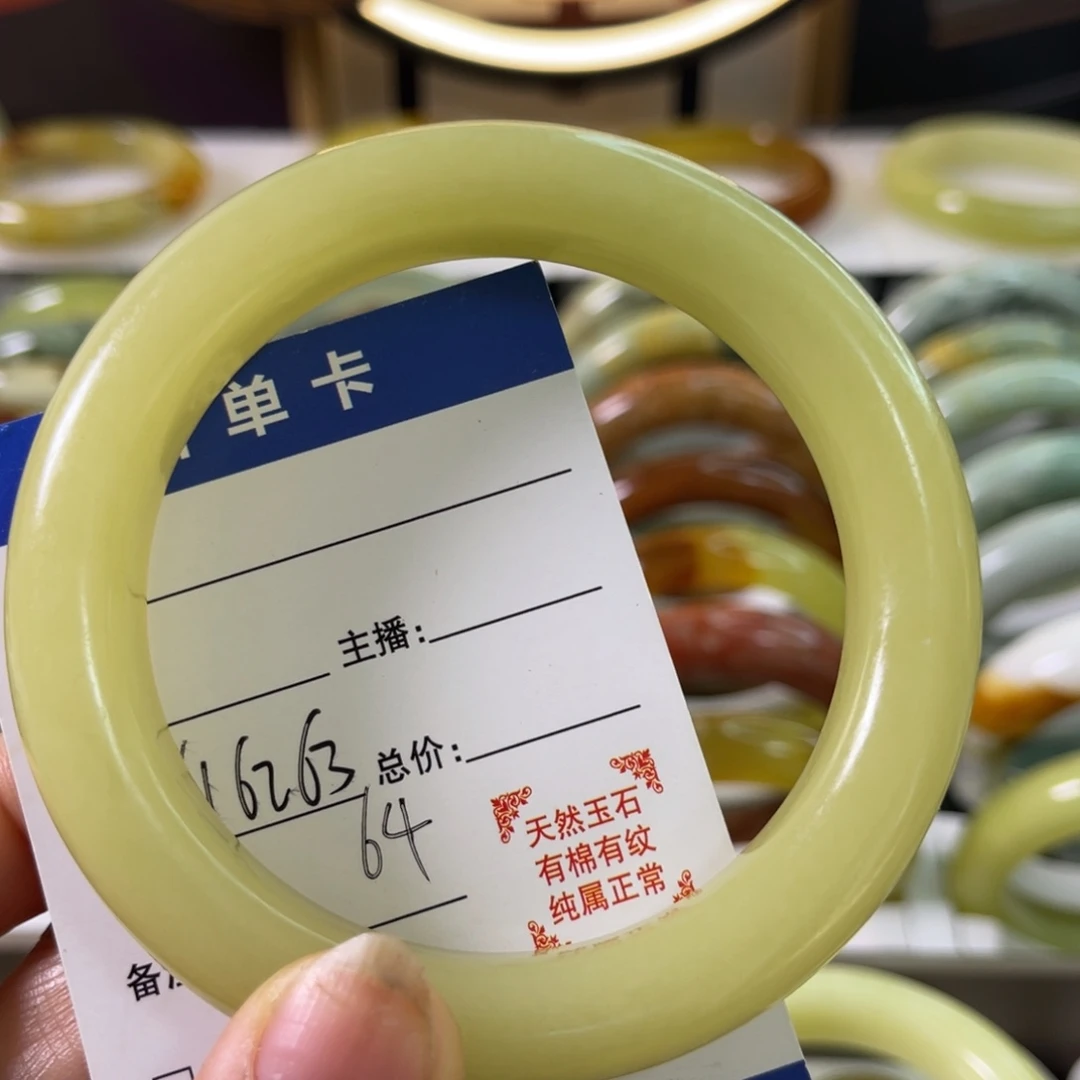 单卡
主播:
6263 总价:
64
天然玉石
有棉有纹
纯属正常
备